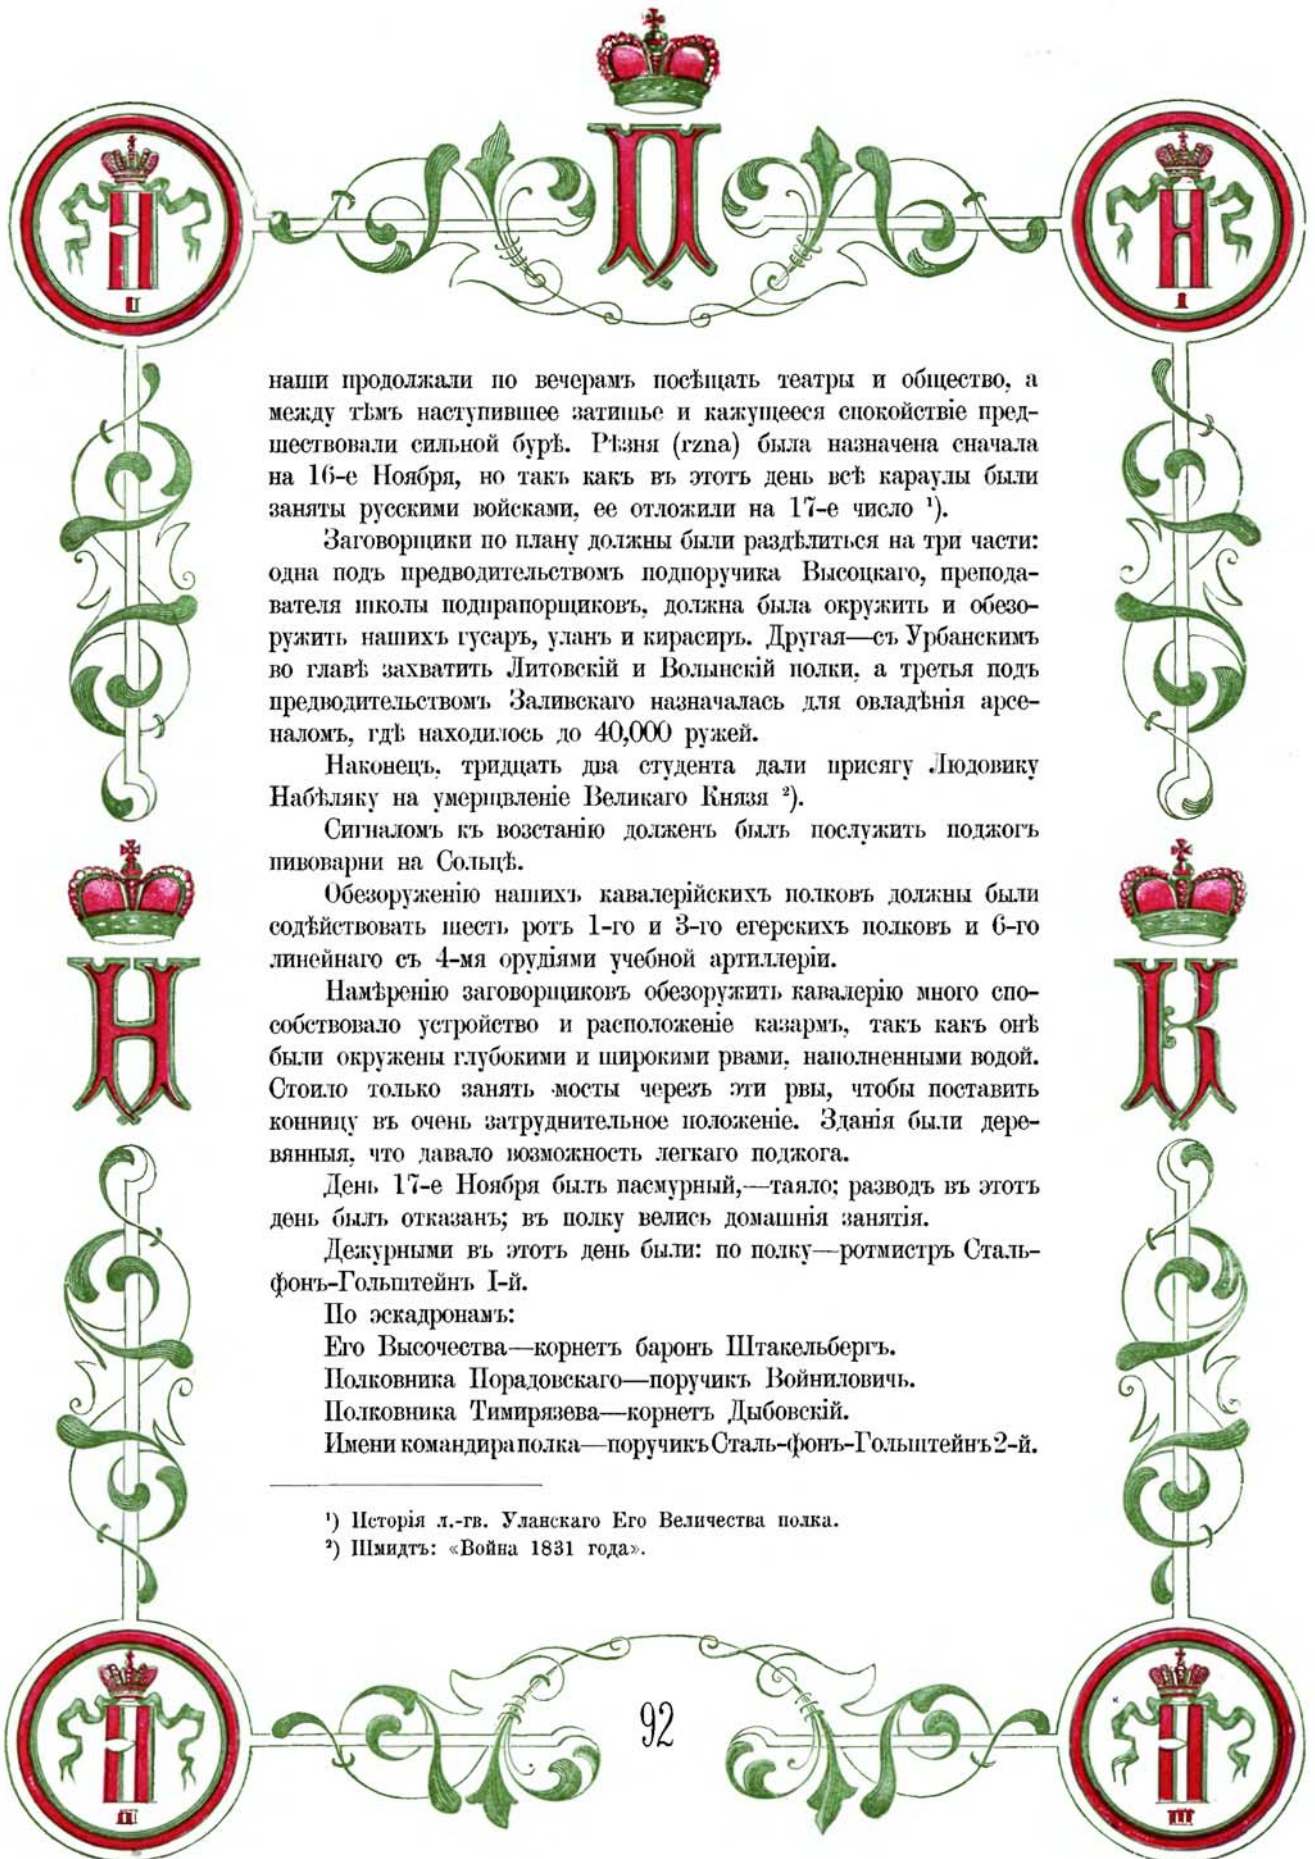 П
II
I
наши продолжали по вечерамъ посѣщать театры и общество, а
между тѣмъ наступившее затишье и кажущееся спокойствіе пред-
шествовали сильной бурѣ. Рѣзня (rzna) была назначена сначала
на 16-е Ноября, но такъ какъ въ этотъ день всѣ караулы были
заняты русскими войсками, ее отложили на 17-е число ¹).
Заговорщики по плану должны были раздѣлиться на три части:
одна подъ предводительствомъ подпоручика Высоцкаго, препода-
вателя школы подпрапорщиковъ, должна была окружить и обезо-
ружить нашихъ гусаръ, уланъ и кирасиръ. Другая—съ Урбанскимъ
во главѣ захватить Литовскій и Волынскій полки, а третья подъ
предводительствомъ Заливскаго назначалась для овладѣнія арсе-
наломъ, гдѣ находилось до 40,000 ружей.
Наконецъ, тридцать два студента дали присягу Людовику
Набѣляку на умерщвленіе Великаго Князя ²).
Сигналомъ къ возстанію долженъ былъ послужить поджогъ
пивоварни на Сольцѣ.
Обезоруженію нашихъ кавалерійскихъ полковъ должны были
содѣйствовать шесть ротъ 1-го и 3-го егерскихъ полковъ и 6-го
линейнаго съ 4-мя орудіями учебной артиллеріи.
Намѣренію заговорщиковъ обезоружить кавалерію много спо-
собствовало устройство и расположеніе казармъ, такъ какъ онѣ
были окружены глубокими и широкими рвами, наполненными водой.
Стоило только занять мосты черезъ эти рвы, чтобы поставить
конницу въ очень затруднительное положеніе. Зданія были дере-
вянныя, что давало возможность легкаго поджога.
День 17-е Ноября былъ пасмурный,—таяло; разводъ въ этотъ
день былъ отказанъ; въ полку велись домашнія занятія.
Дежурными въ этотъ день были: по полку—ротмистръ Сталь-
фонъ-Гольштейнъ I-й.
По эскадронамъ:
Его Высочества—корнетъ баронъ Штакельбергъ.
Полковника Порадовскаго—поручикъ Войниловичь.
Полковника Тимирязева—корнетъ Дыбовскій.
Имени командира полка—поручикъ Сталь-фонъ-Гольштейнъ 2-й.
¹) Исторія л.-гв. Уланскаго Его Величества полка.
²) Шмидтъ: «Война 1831 года».
Н
К
92
III